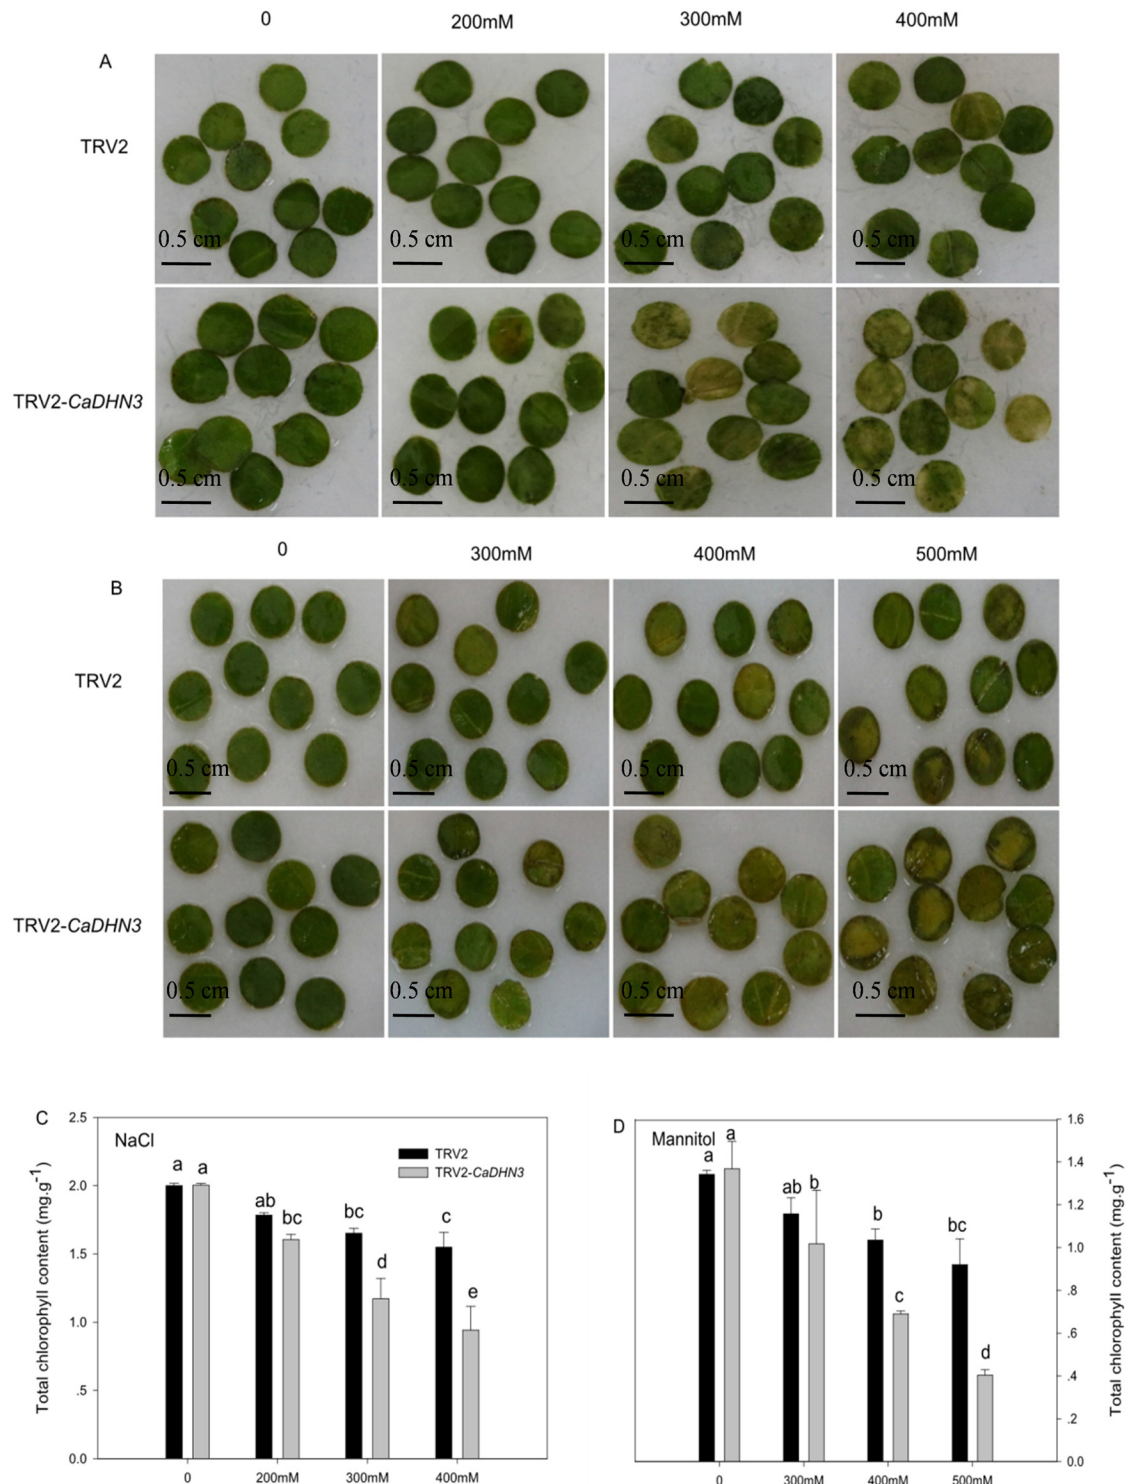 0 200mM 300mM 400mM
A
TRV2
0.5 cm 0.5 cm 0.5 cm 0.5 cm
TRV2-CaDHN3
0.5 cm 0.5 cm 0.5 cm 0.5 cm
0 300mM 400mM 500mM
B
TRV2
0.5 cm 0.5 cm 0.5 cm 0.5 cm
TRV2-CaDHN3
0.5 cm 0.5 cm 0.5 cm 0.5 cm
C
NaCl
TRV2
TRV2-CaDHN3
Total chlorophyll content (mg.g-1)
2.5
2.0
1.5
1.0
.5
0.0
a a ab bc bc d c e
0 200mM 300mM 400mM
D
Mannitol
a a ab b b c bc d
1.6
1.4
1.2
1.0
.8
.6
.4
.2
0.0
Total chlorophyll content (mg.g-1)
0 300mM 400mM 500mM